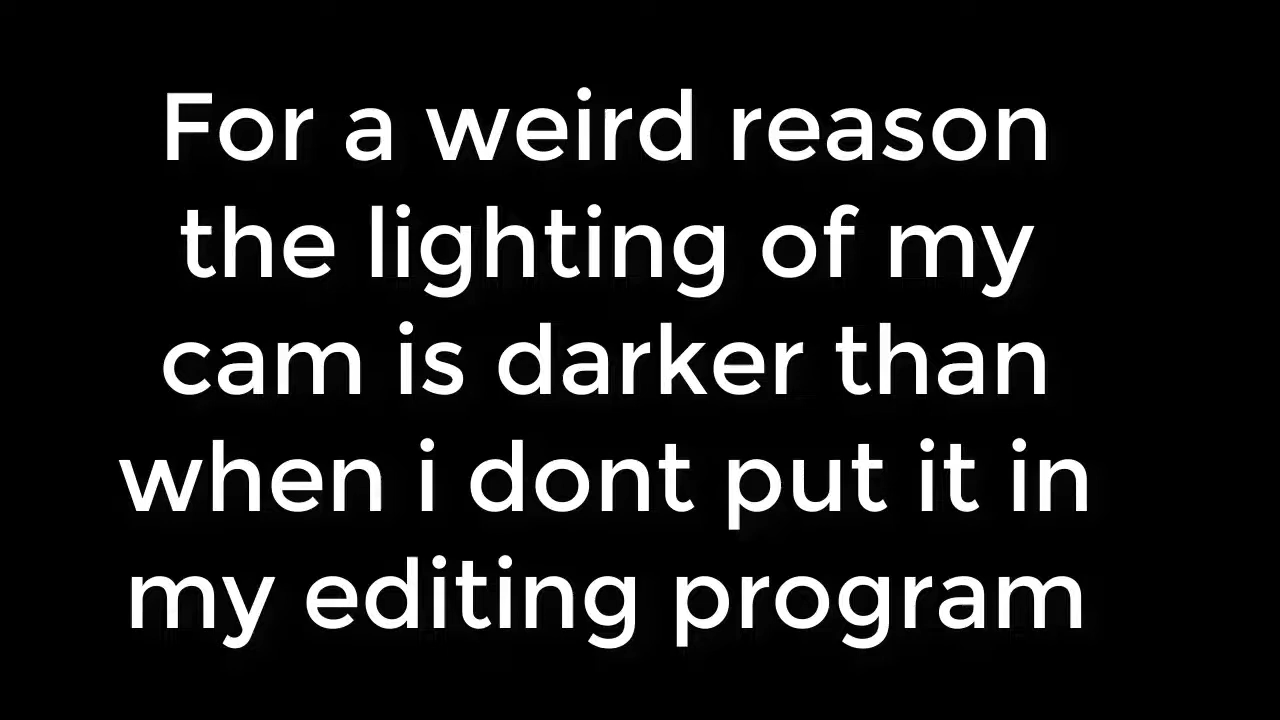 For a weird reason
the lighting of my
cam is darker than
when i dont put it in
my editing program